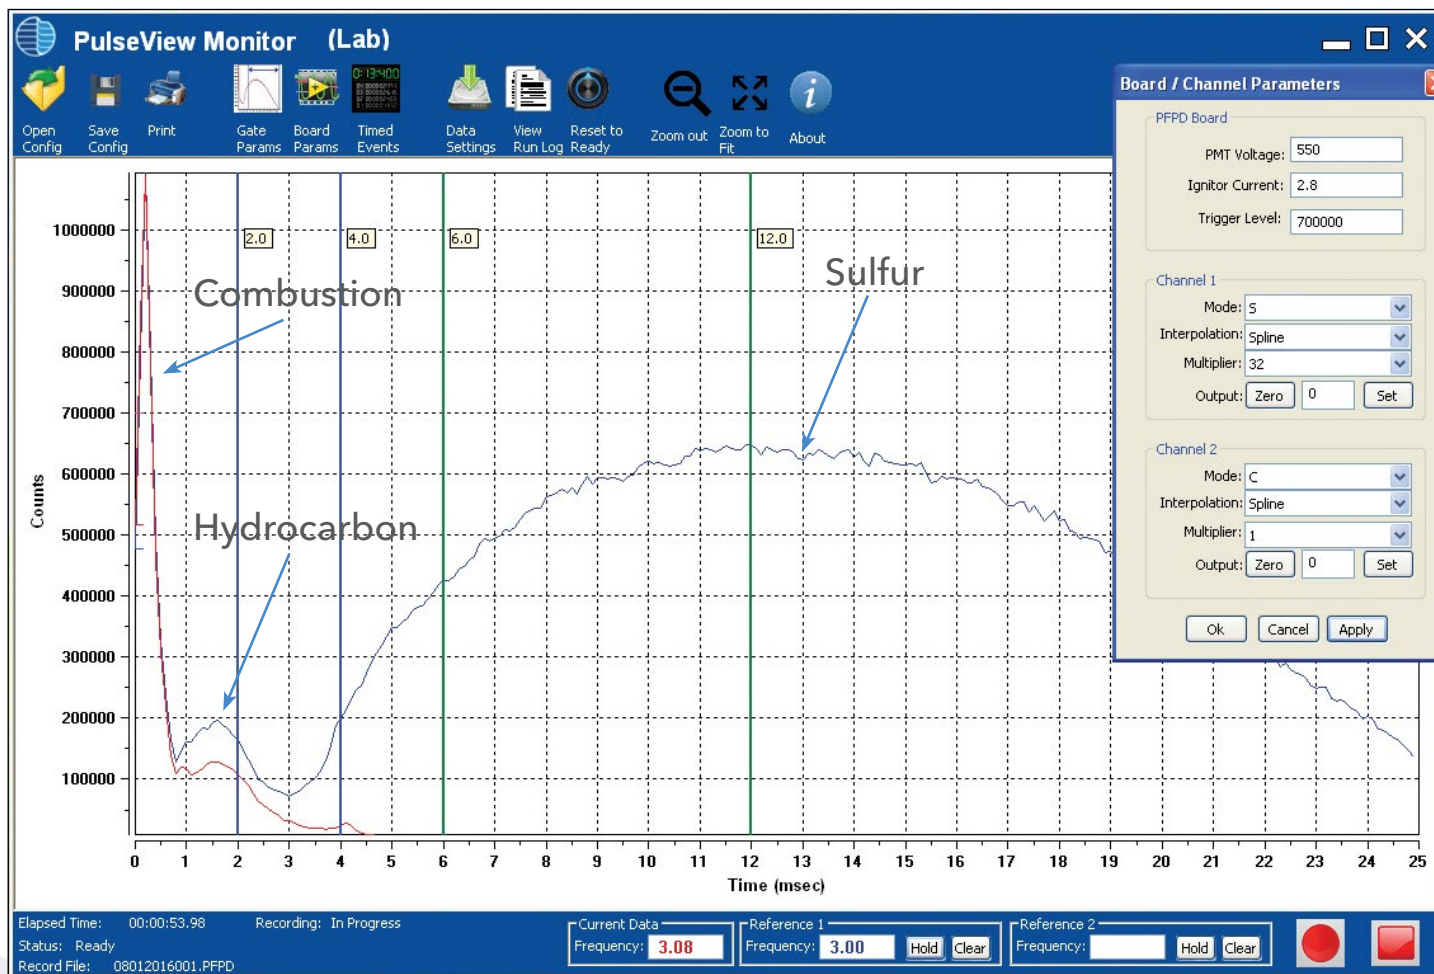 PulseView Monitor (Lab)
Open Config
Save Config
Print
Gate Params
Board Params
0:13:400
Timed Events
Data Settings
View Run Log
Reset to Ready
Zoom out
Zoom to Fit
About
Counts
1000000
900000
800000
700000
600000
500000
400000
300000
200000
100000
2.0
4.0
6.0
12.0
Combustion
Hydrocarbon
Sulfur
0 1 2 3 4 5 6 7 8 9 10 11 12 13 14 15 16 17 18 19 20 21 22 23 24 25
Time (msec)
Board / Channel Parameters
PFPD Board
PMT Voltage: 550
Ignitor Current: 2.8
Trigger Level: 700000
Channel 1
Mode: S
Interpolation: Spline
Multiplier: 32
Output: Zero 0 Set
Channel 2
Mode: C
Interpolation: Spline
Multiplier: 1
Output: Zero 0 Set
Ok Cancel Apply
Elapsed Time: 00:00:53.98 Recording: In Progress
Status: Ready
Record File: 08012016001.PFPD
Current Data
Frequency: 3.08
Reference 1
Frequency: 3.00 Hold Clear
Reference 2
Frequency: Hold Clear